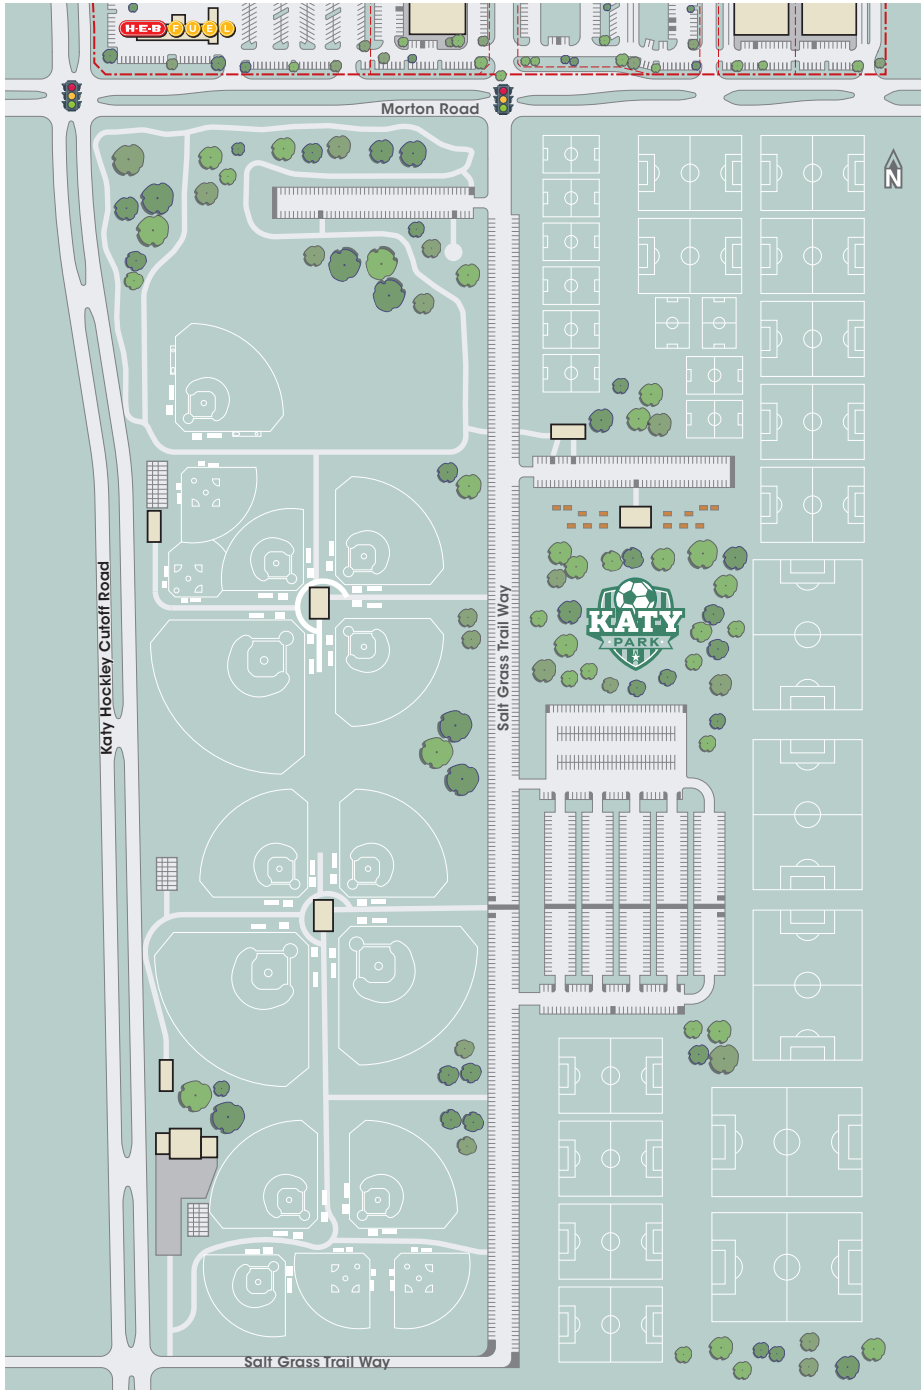 H-E-B FUEL
Morton Road
N
Katy Hockley Cutoff Road
Salt Grass Trail Way
KATY
PARK
Salt Grass Trail Way